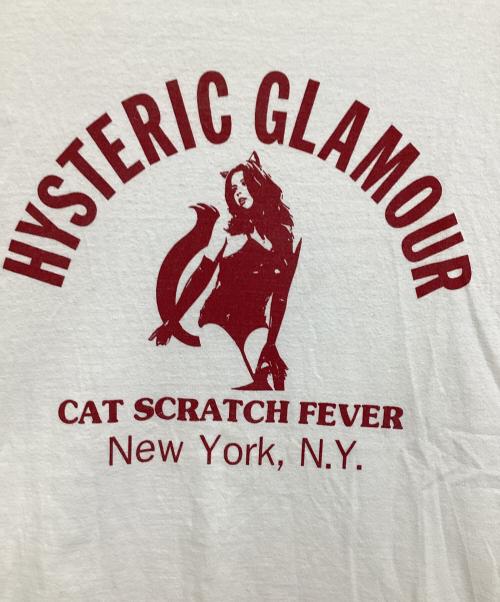 HYSTERIC GLAMOUR
CAT SCRATCH FEVER
New York, N.Y.